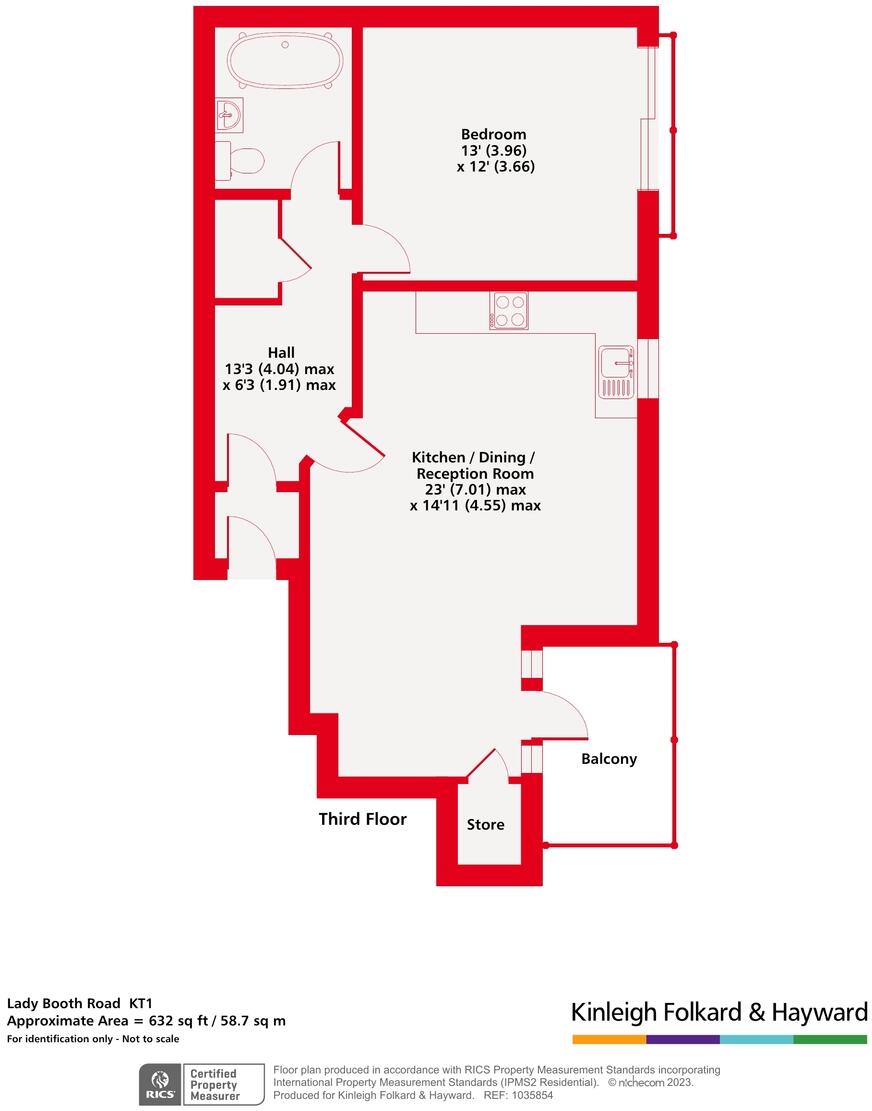 Bedroom
13' (3.96)
x 12' (3.66)
Hall
13'3 (4.04) max
x 6'3 (1.91) max
Kitchen / Dining /
Reception Room
23' (7.01) max
x 14'11 (4.55) max
Balcony
Third Floor
Store
Lady Booth Road KT1
Approximate Area = 632 sq ft / 58.7 sq m
For identification only - Not to scale
Kinleigh Folkard & Hayward
RICS
Certified
Property
Measurer
Floor plan produced in accordance with RICS Property Measurement Standards incorporating
International Property Measurement Standards (IPMS2 Residential). © nichecom 2023.
Produced for Kinleigh Folkard & Hayward. REF: 1035854